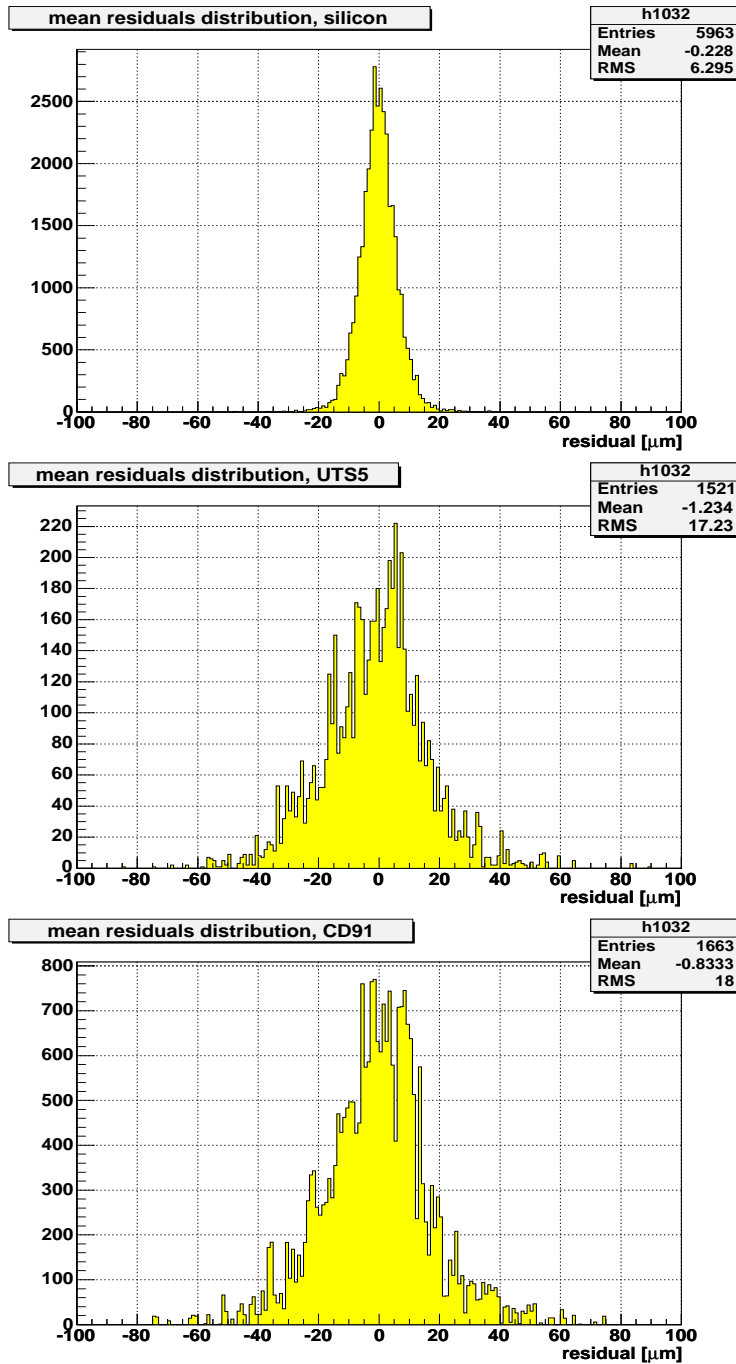 mean residuals distribution, silicon
h1032
Entries 5963
Mean -0.228
RMS 6.295
2500
2000
1500
1000
500
0
-100 -80 -60 -40 -20 0 20 40 60 80 100
residual [μm]
mean residuals distribution, UTS5
h1032
Entries 1521
Mean -1.234
RMS 17.23
220
200
180
160
140
120
100
80
60
40
20
0
-100 -80 -60 -40 -20 0 20 40 60 80 100
residual [μm]
mean residuals distribution, CD91
h1032
Entries 1663
Mean -0.8333
RMS 18
800
700
600
500
400
300
200
100
0
-100 -80 -60 -40 -20 0 20 40 60 80 100
residual [μm]